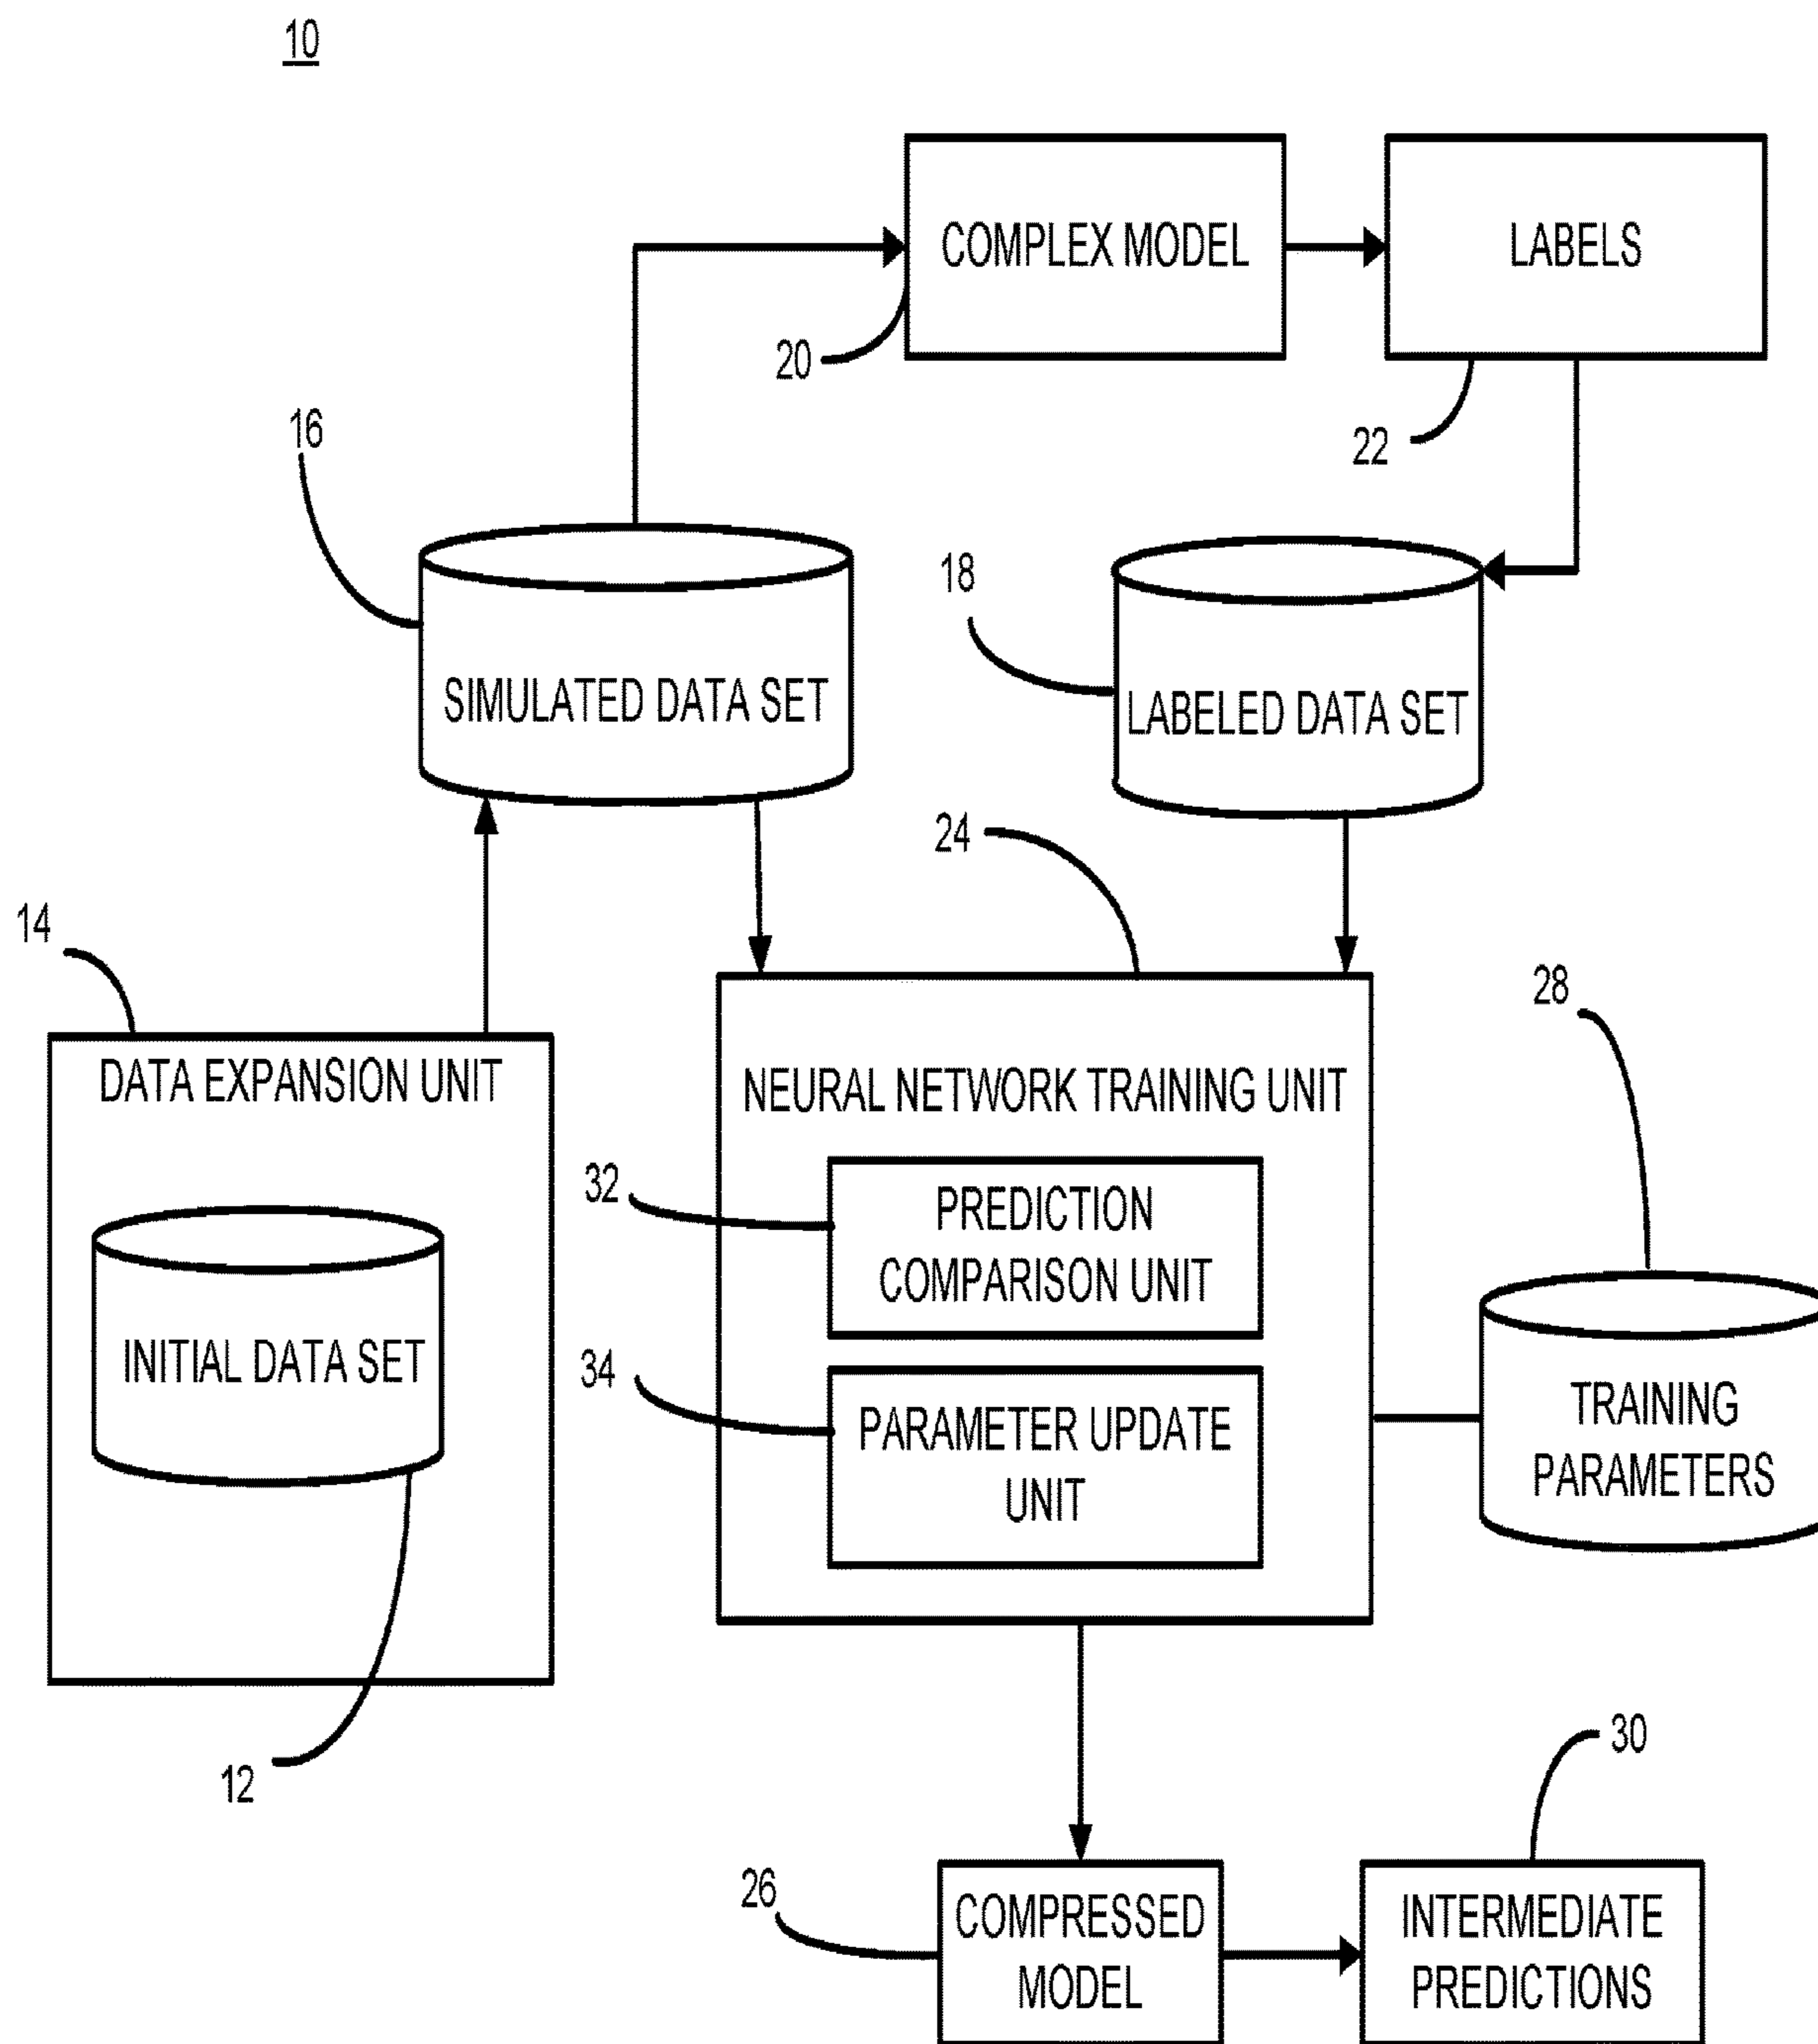 10
COMPLEX MODEL
LABELS
20
22
16
18
SIMULATED DATA SET
LABELED DATA SET
24
14
28
DATA EXPANSION UNIT
NEURAL NETWORK TRAINING UNIT
32
PREDICTION
COMPARISON UNIT
INITIAL DATA SET
34
PARAMETER UPDATE
UNIT
TRAINING
PARAMETERS
12
30
26
COMPRESSED
MODEL
INTERMEDIATE
PREDICTIONS